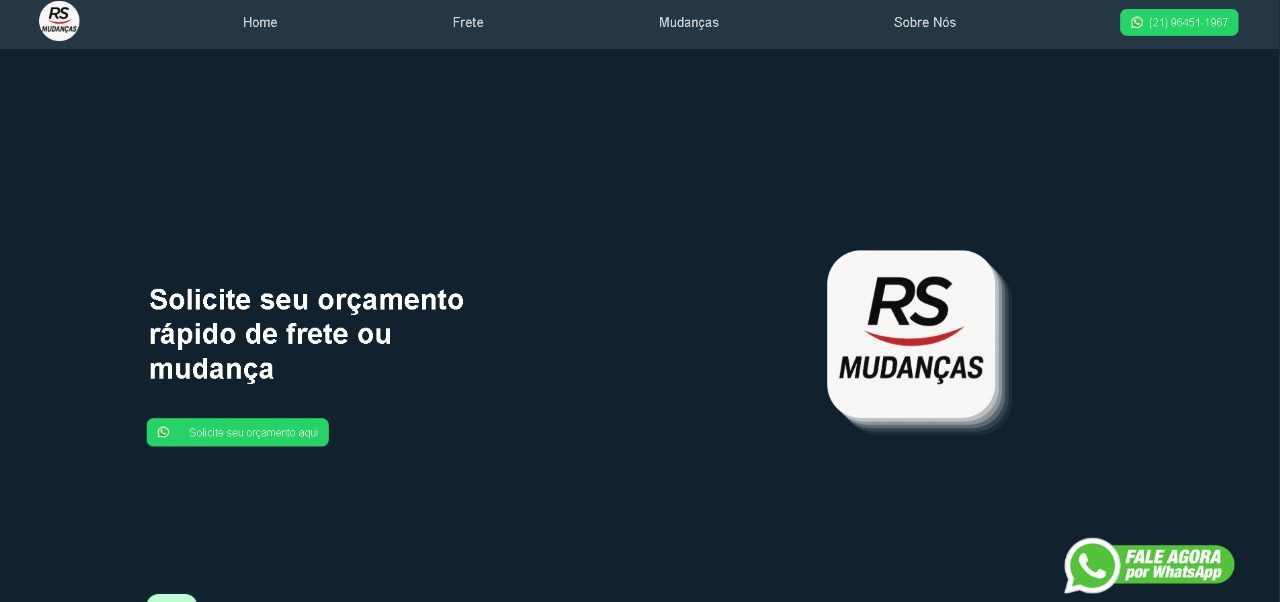 RS
MUDANÇAS
Home
Frete
Mudanças
Sobre Nós
(21) 96451-1967
Solicite seu orçamento
rápido de frete ou
mudança
Solicite seu orçamento aqui
RS
MUDANÇAS
FALE AGORA
por WhatsApp